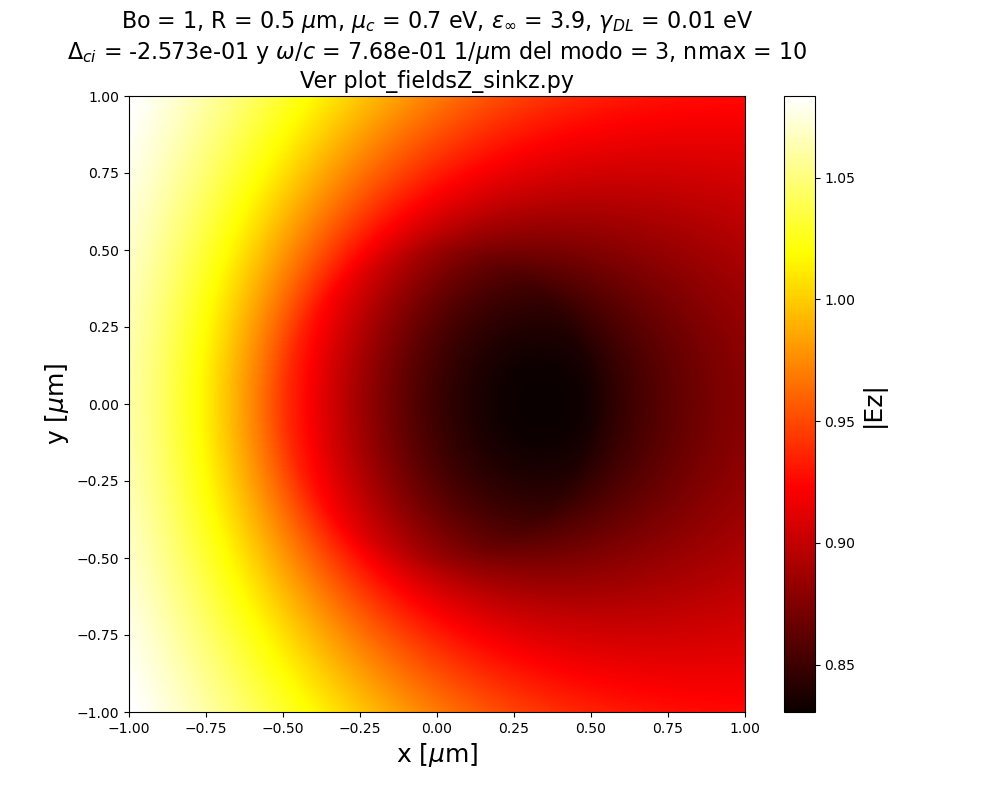 Bo = 1, R = 0.5 μm, μ_c = 0.7 eV, ε_∞ = 3.9, γ_DL = 0.01 eV
Δ_ci = -2.573e-01 y ω/c = 7.68e-01 1/μm del modo = 3, nmax = 10
Ver plot_fieldsZ_sinkz.py
1.00
0.75
0.50
0.25
0.00
−0.25
−0.50
−0.75
−1.00
y [μm]
−1.00 −0.75 −0.50 −0.25 0.00 0.25 0.50 0.75 1.00
x [μm]
1.05
1.00
0.95
0.90
0.85
|Ez|